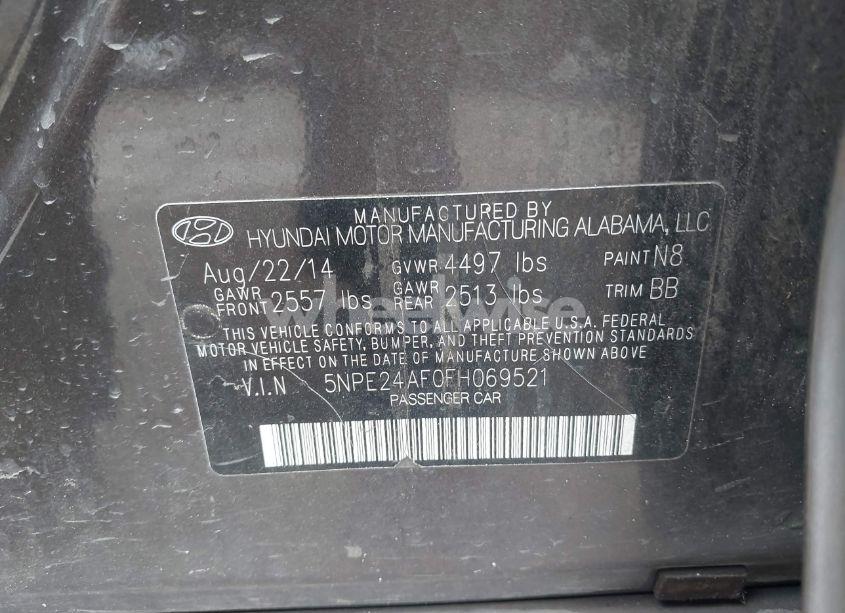 MANUFACTURED BY
HYUNDAI MOTOR MANUFACTURING ALABAMA, LLC
Aug/22/14 GVWR 4497 lbs PAINT N8
GAWR FRONT 2557 lbs GAWR REAR 2513 lbs TRIM BB
THIS VEHICLE CONFORMS TO ALL APPLICABLE U.S.A. FEDERAL
MOTOR VEHICLE SAFETY, BUMPER, AND THEFT PREVENTION STANDARDS
IN EFFECT ON THE DATE OF MANUFACTURE SHOWN ABOVE
V.I.N 5NPE24AF0FH069521
PASSENGER CAR
wheelwise